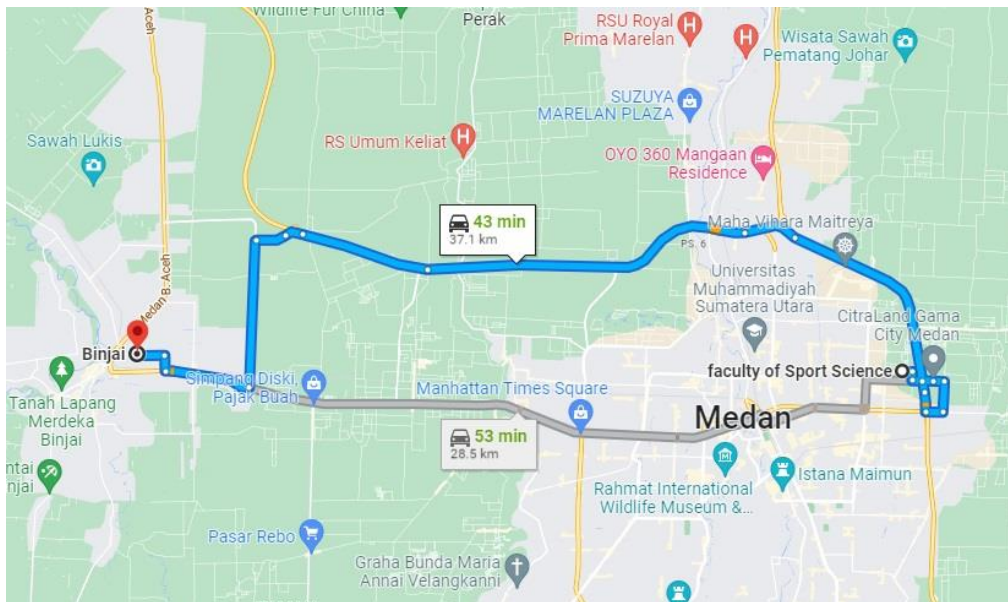 Wildlife Fur China
Perak
Aceh
RSU Royal
Prima Marelan
Wisata Sawah
Pematang Johar
SUZUYA
MARELAN PLAZA
Sawah Lukis
RS Umum Keliat
OYO 360 Mangaan
Residence
43 min
37.1 km
Maha Vihara Maitreya
PS. 6
Medan B. Aceh
Universitas
Muhammadiyah
Sumatera Utara
CitraLand Gama
City Medan
Binjai
faculty of Sport Science
Simpang Diski,
Pajak Buah
Manhattan Times Square
Tanah Lapang
Merdeka
Binjai
Medan
53 min
28.5 km
Istana Maimun
Rahmat International
Wildlife Museum &...
ntai
njai
Pasar Rebo
Graha Bunda Maria
Annai Velangkanni